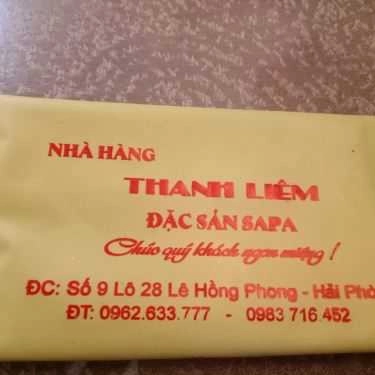 NHÀ HÀNG
THANH LIÊM
ĐẶC SẢN SAPA
Chúc quý khách ngon miệng !
ĐC: Số 9 Lô 28 Lê Hồng Phong - Hải
ĐT: 0962.633.777 - 0983 716 452